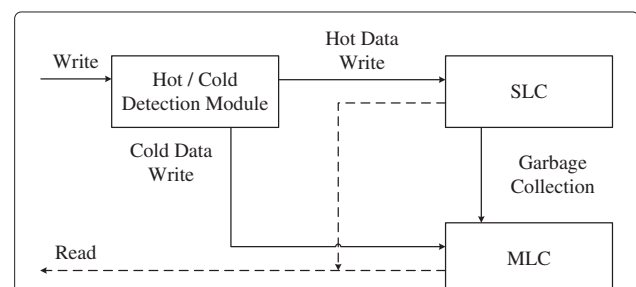 Write
Hot / Cold
Detection Module
Hot Data
Write
SLC
Cold Data
Write
Garbage
Collection
Read
MLC